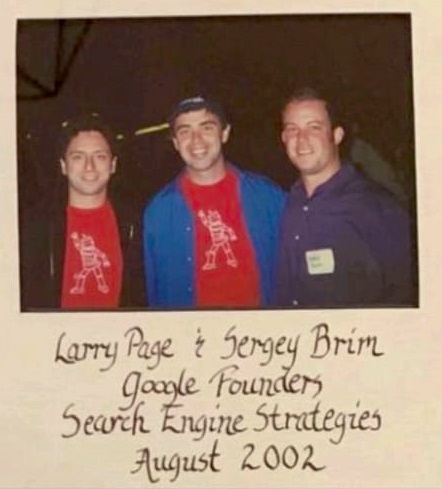 Larry Page & Sergey Brim
Google Founders
Search Engine Strategies
August 2002